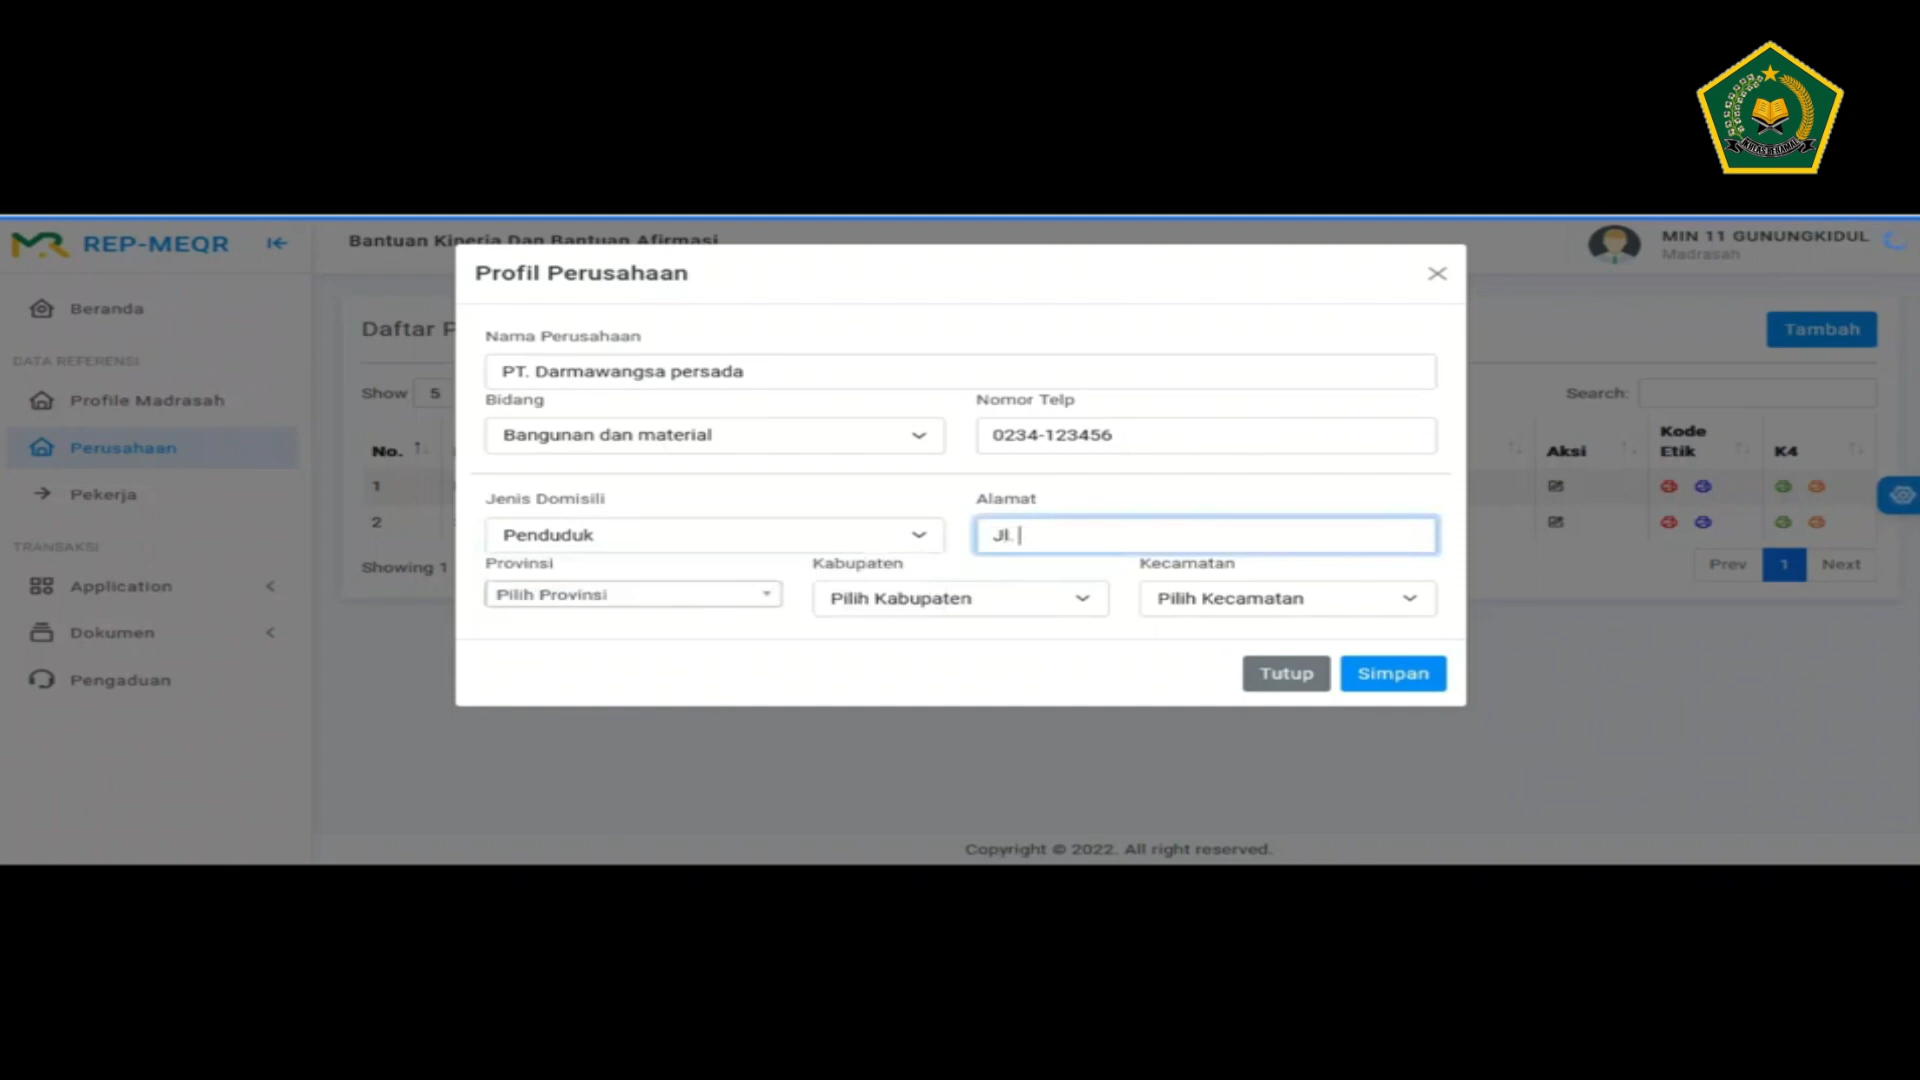 IKHLAS BERAMAL
REP-MEQR
Bantuan Kinerja Dan Bantuan Afirmasi
MIN 11 GUNUNGKIDUL
Madrasah
Beranda
DATA REFERENSI
Profile Madrasah
Perusahaan
Pekerja
TRANSAKSI
Application
Dokumen
Pengaduan
Daftar P
Tambah
Show 5
Search:
No.
Aksi
Kode Etik
K4
1
2
Showing 1
Prev 1 Next
Profil Perusahaan
Nama Perusahaan
PT. Darmawangsa persada
Bidang
Nomor Telp
Bangunan dan material
0234-123456
Jenis Domisili
Alamat
Penduduk
Jl.
Provinsi
Kabupaten
Kecamatan
Pilih Provinsi
Pilih Kabupaten
Pilih Kecamatan
Tutup
Simpan
Copyright © 2022. All right reserved.